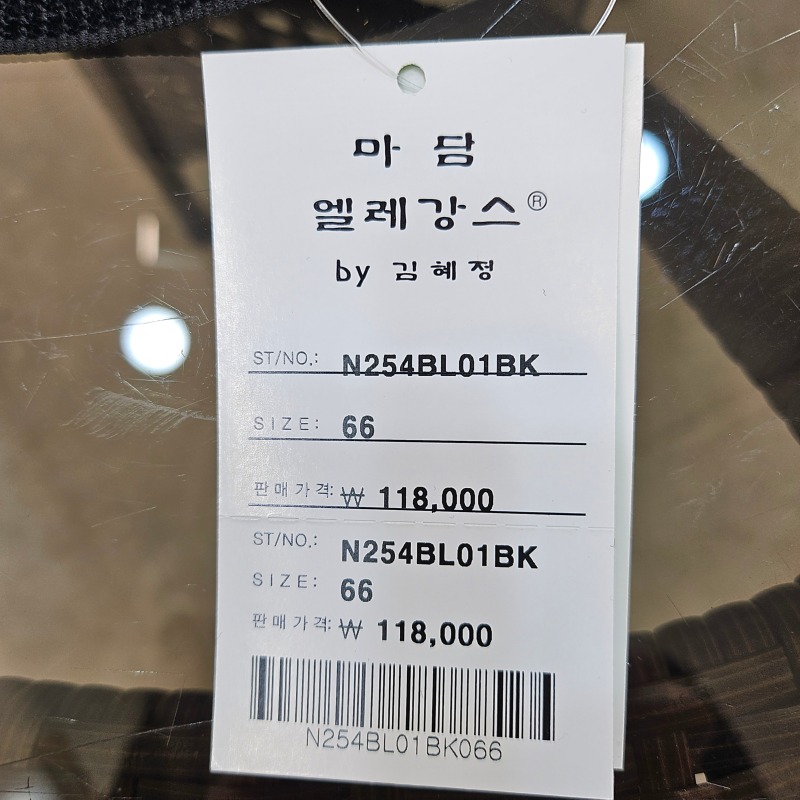 마 담
엘레강스®
by 김혜정
ST/NO.: N254BL01BK
SIZE: 66
판매가격: ₩ 118,000
ST/NO.: N254BL01BK
SIZE: 66
판매가격: ₩ 118,000
N254BL01BK066